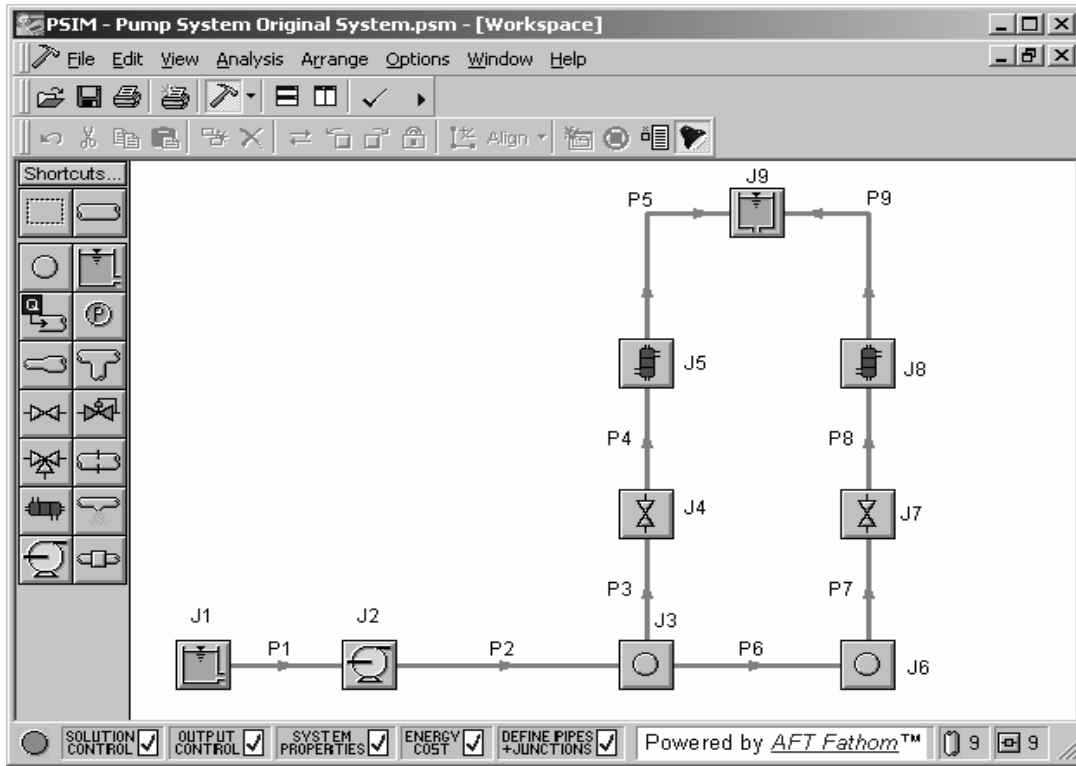 PSIM - Pump System Original System.psm - [Workspace]
File Edit View Analysis Arrange Options Window Help
Align
Shortcuts...
Q
P
J9
P5
P9
J5
J8
P4
P8
J4
J7
P3
P7
J1
J2
J3
P1
P2
P6
J6
SOLUTION CONTROL
OUTPUT CONTROL
SYSTEM PROPERTIES
ENERGY COST
DEFINE PIPES +JUNCTIONS
Powered by AFT Fathom™
9
9